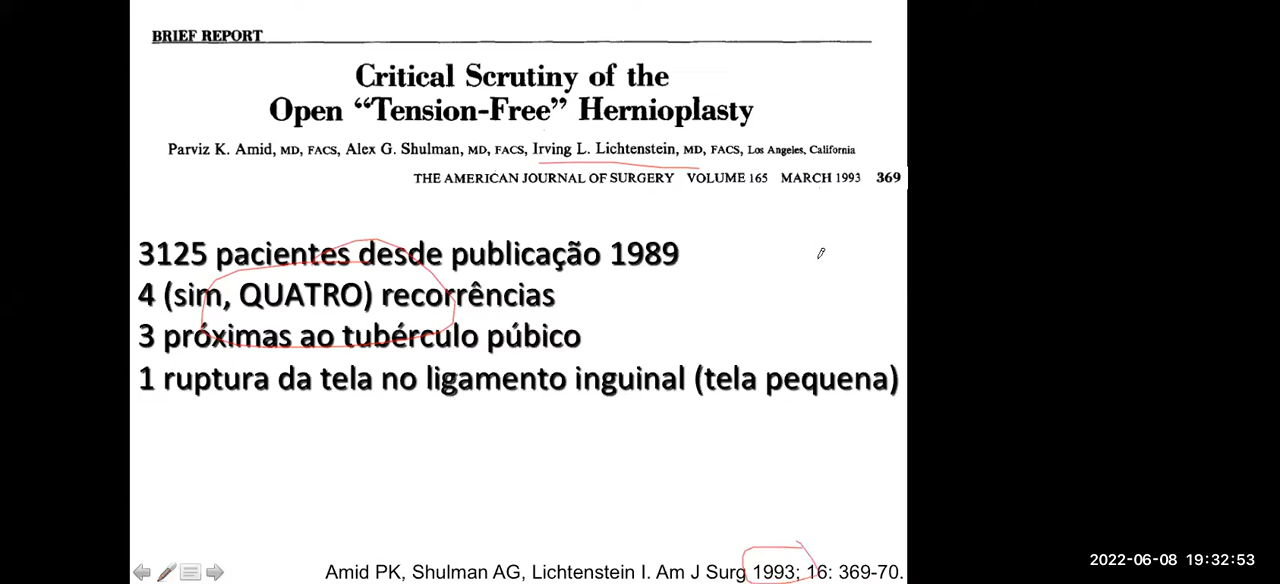 BRIEF REPORT
Critical Scrutiny of the
Open “Tension-Free” Hernioplasty
Parviz K. Amid, MD, FACS, Alex G. Shulman, MD, FACS, Irving L. Lichtenstein, MD, FACS, Los Angeles, California
THE AMERICAN JOURNAL OF SURGERY VOLUME 165 MARCH 1993 369
3125 pacientes desde publicação 1989
4 (sim, QUATRO) recorrências
3 próximas ao tubérculo púbico
1 ruptura da tela no ligamento inguinal (tela pequena)
Amid PK, Shulman AG, Lichtenstein I. Am J Surg 1993; 16: 369-70.
2022-06-08 19:32:53